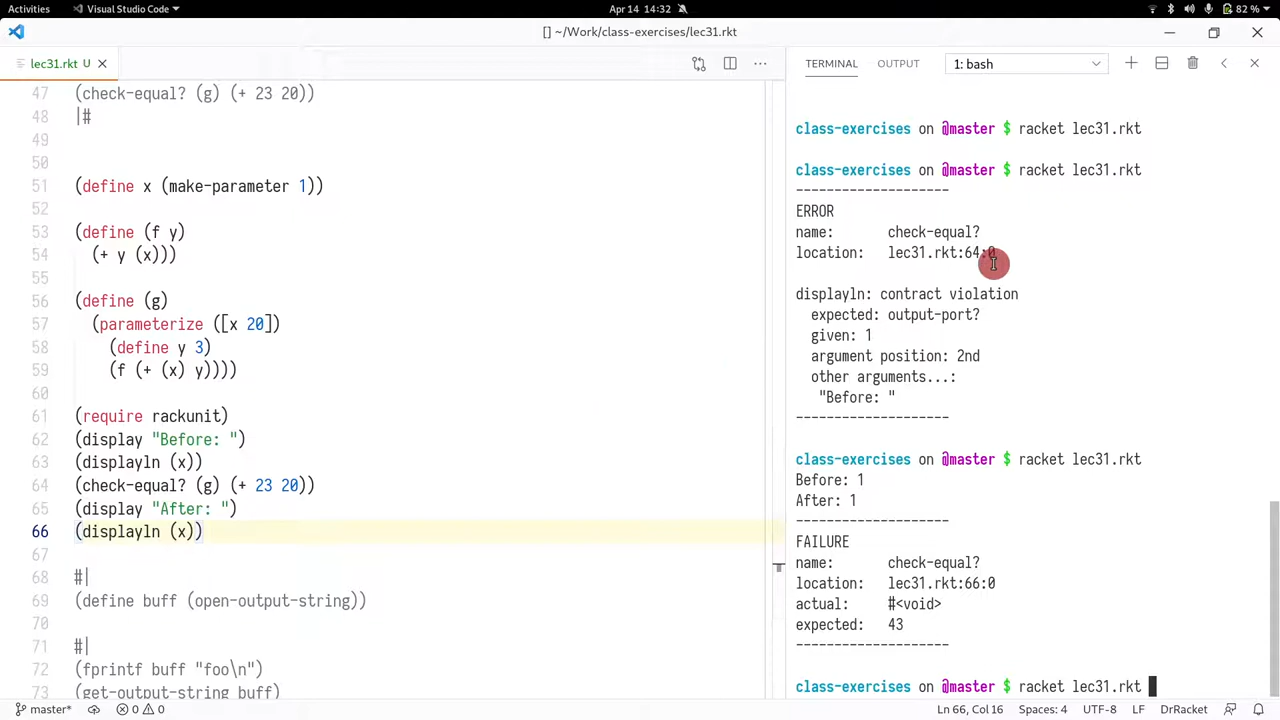 Activities Visual Studio Code Apr 14 14:32 82 %
[] ~/Work/class-exercises/lec31.rkt
lec31.rkt U
TERMINAL OUTPUT 1: bash
47 (check-equal? (g) (+ 23 20))
48 |#
49
50
51 (define x (make-parameter 1))
52
53 (define (f y)
54 (+ y (x)))
55
56 (define (g)
57 (parameterize ([x 20])
58 (define y 3)
59 (f (+ (x) y))))
60
61 (require rackunit)
62 (display "Before: ")
63 (displayln (x))
64 (check-equal? (g) (+ 23 20))
65 (display "After: ")
66 (displayln (x))
67
68 #|
69 (define buff (open-output-string))
70
71 #|
72 (fprintf buff "foo\n")
73 (get-output-string buff)
class-exercises on @master $ racket lec31.rkt
class-exercises on @master $ racket lec31.rkt
--------------------
ERROR
name: check-equal?
location: lec31.rkt:64:0
displayln: contract violation
expected: output-port?
given: 1
argument position: 2nd
other arguments...:
"Before: "
--------------------
class-exercises on @master $ racket lec31.rkt
Before: 1
After: 1
--------------------
FAILURE
name: check-equal?
location: lec31.rkt:66:0
actual: #<void>
expected: 43
--------------------
class-exercises on @master $ racket lec31.rkt
master* 0 0 Ln 66, Col 16 Spaces: 4 UTF-8 LF DrRacket